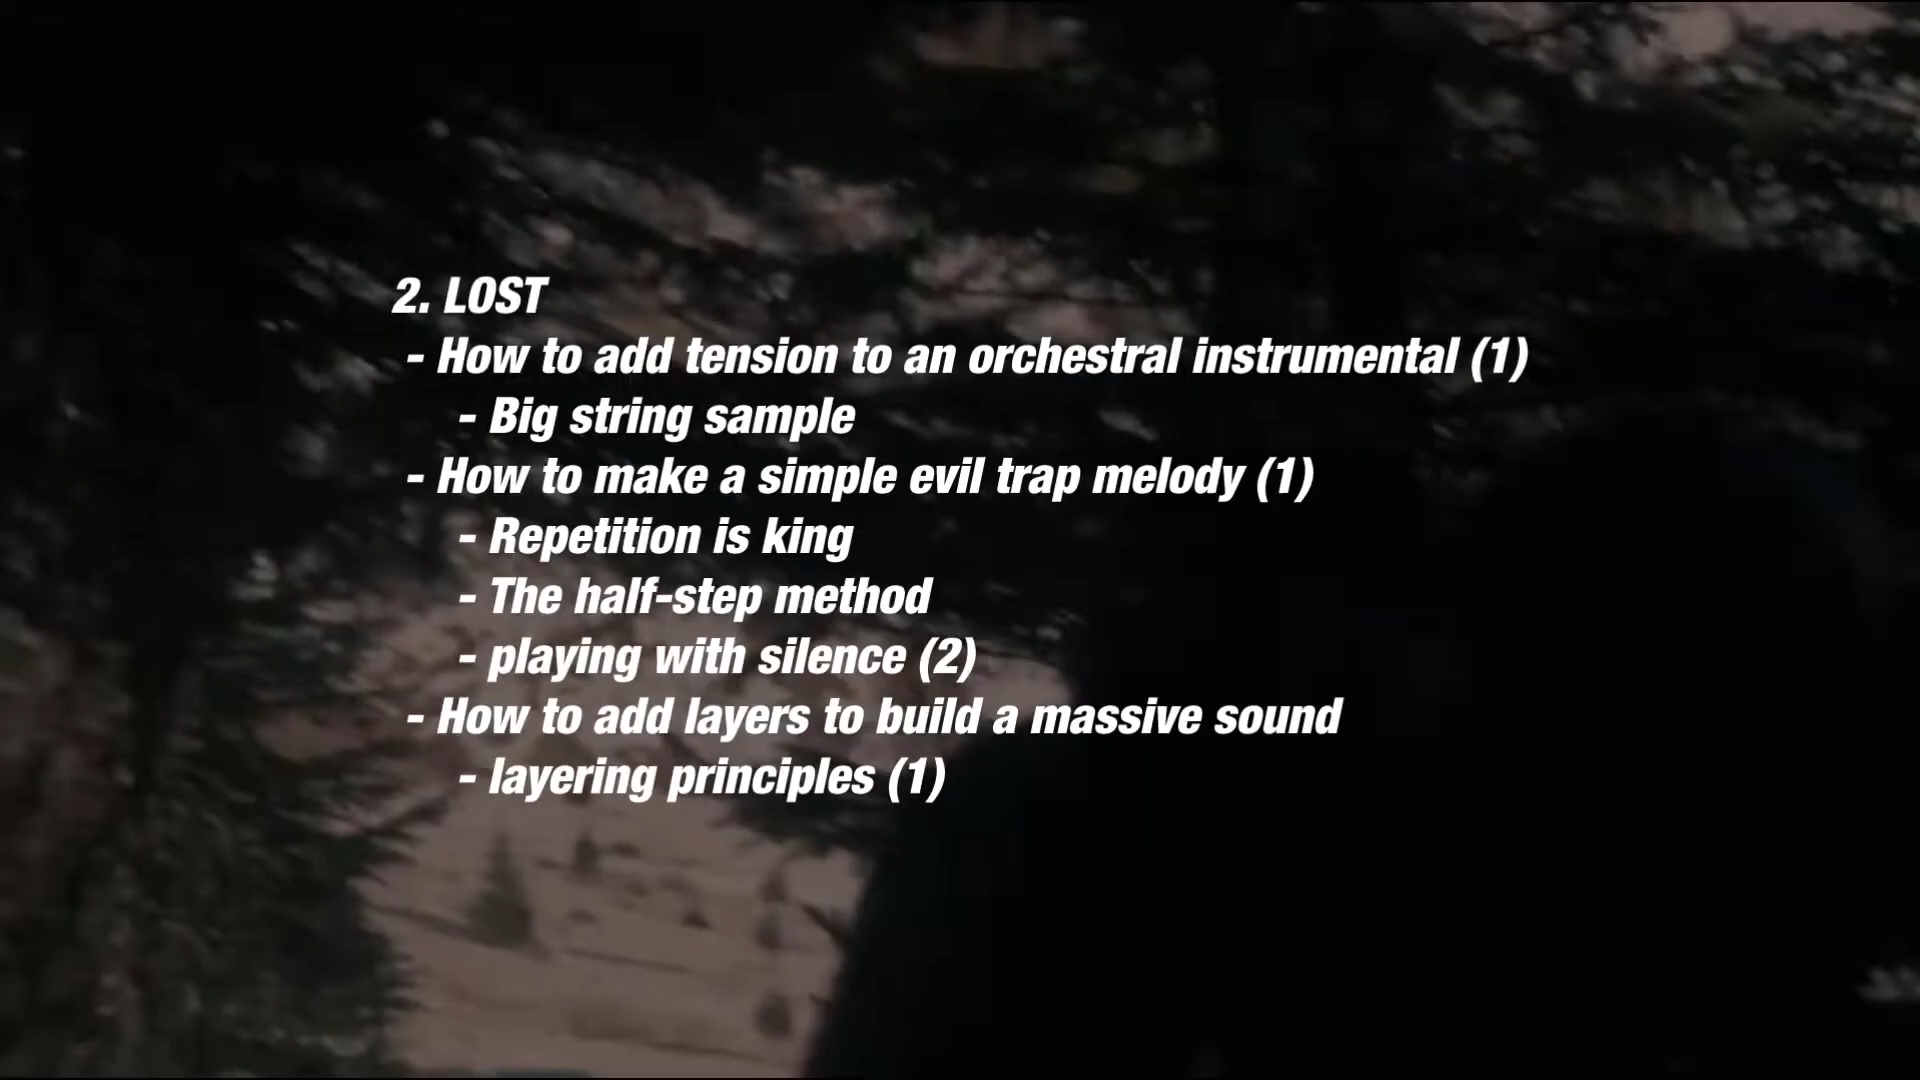 2. LOST
- How to add tension to an orchestral instrumental (1)
- Big string sample
- How to make a simple evil trap melody (1)
- Repetition is king
- The half-step method
- playing with silence (2)
- How to add layers to build a massive sound
- layering principles (1)